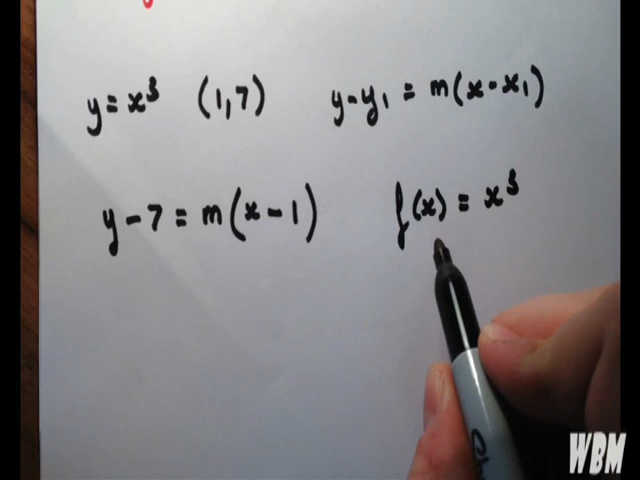 y = x³ (1,7) y - y₁ = m(x - x₁)
y - 7 = m(x - 1) f(x) = x³
WBM